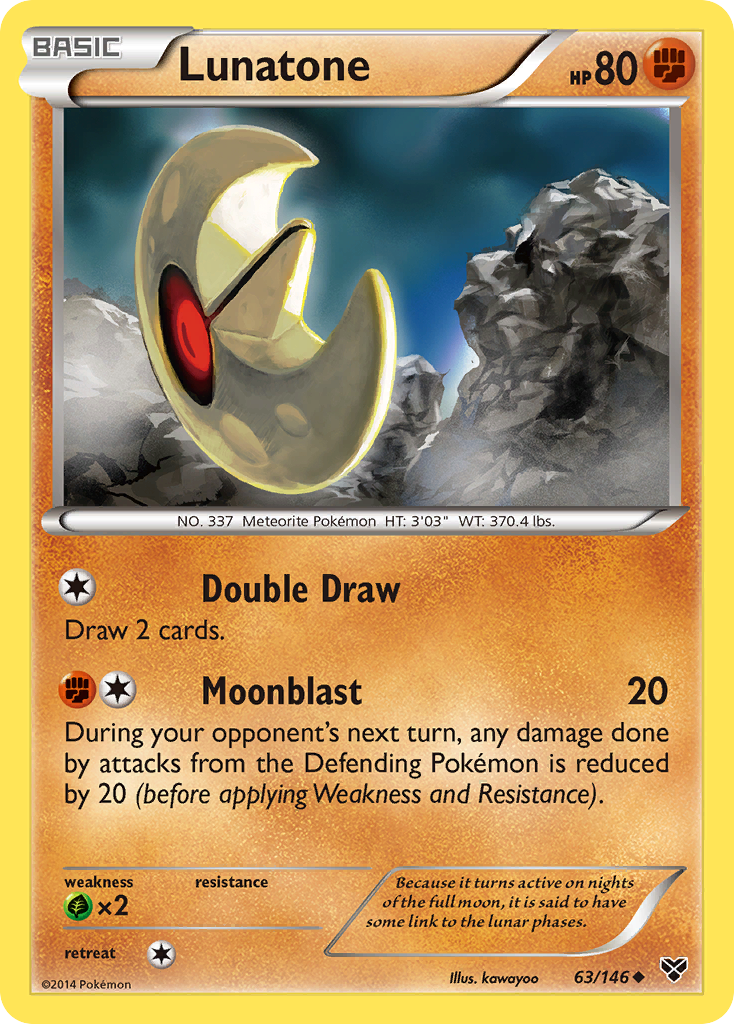 BASIC
Lunatone
HP 80
NO. 337 Meteorite Pokémon HT: 3'03" WT: 370.4 lbs.
Double Draw
Draw 2 cards.
Moonblast 20
During your opponent's next turn, any damage done
by attacks from the Defending Pokémon is reduced
by 20 (before applying Weakness and Resistance).
weakness resistance
×2
retreat
Because it turns active on nights
of the full moon, it is said to have
some link to the lunar phases.
©2014 Pokémon
Illus. kawayoo 63/146